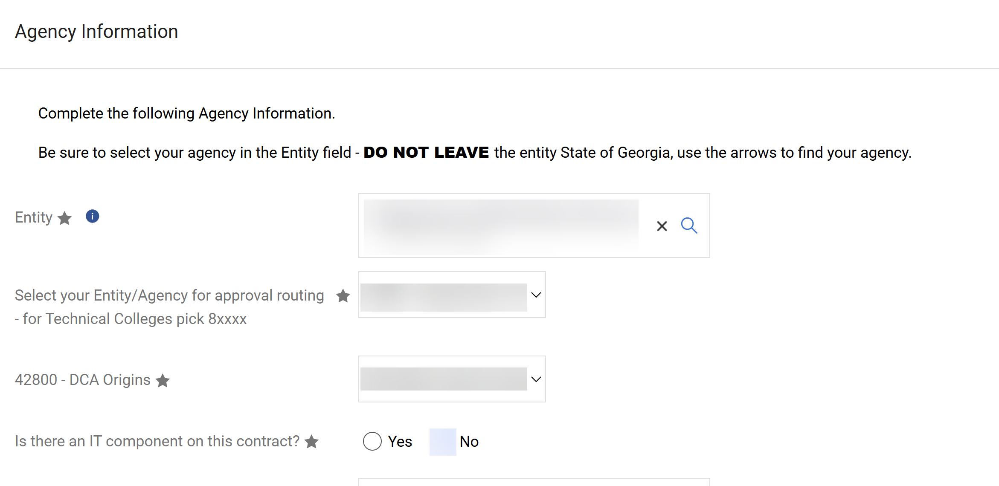 Agency Information
Complete the following Agency Information.
Be sure to select your agency in the Entity field - DO NOT LEAVE the entity State of Georgia, use the arrows to find your agency.
Entity
Select your Entity/Agency for approval routing
- for Technical Colleges pick 8xxxx
42800 - DCA Origins
Is there an IT component on this contract?
Yes No